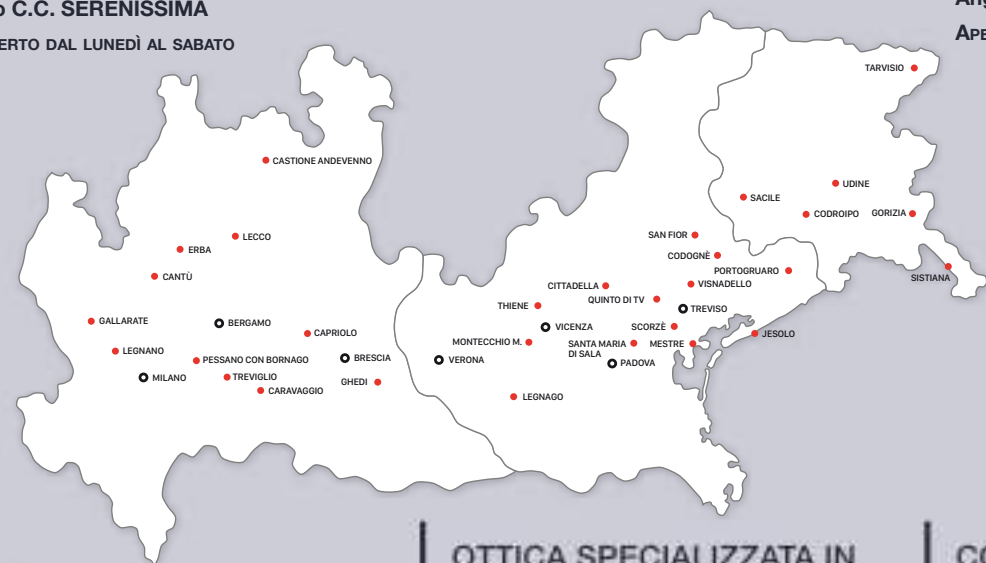 C.C. SERENISSIMA
DAL LUNEDÌ AL SABATO
TARVISIO
CASTIONE ANDEVENNO
UDINE
SACILE
CODROIPO
GORIZIA
LECCO
SAN FIOR
ERBA
CODOGNÈ
PORTOGRUARO
CANTÙ
SISTIANA
CITTADELLA
VISNADELLO
QUINTO DI TV
THIENE
TREVISO
GALLARATE
BERGAMO
VICENZA
SCORZÈ
CAPRIOLO
JESOLO
MONTECCHIO M.
SANTA MARIA
DI SALA
MESTRE
LEGNANO
PESSANO CON BORNAGO
BRESCIA
VERONA
PADOVA
MILANO
TREVIGLIO
GHEDI
CARAVAGGIO
LEGNAGO
OTTICA SPECIALIZZATA IN